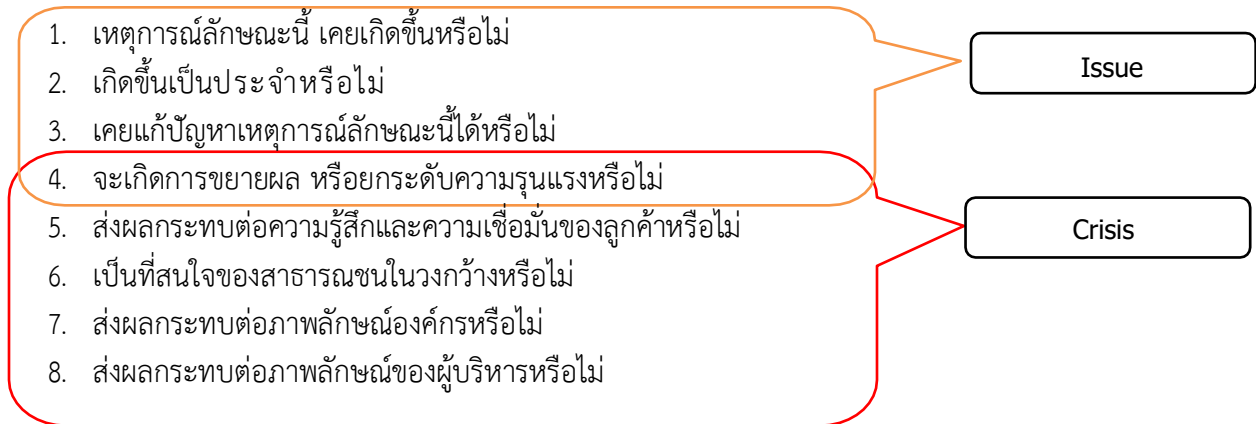 1. เหตุการณ์ลักษณะนี้ เคยเกิดขึ้นหรือไม่
2. เกิดขึ้นเป็นประจำหรือไม่
3. เคยแก้ปัญหาเหตุการณ์ลักษณะนี้ได้หรือไม่
4. จะเกิดการขยายผล หรือยกระดับความรุนแรงหรือไม่
5. ส่งผลกระทบต่อความรู้สึกและความเชื่อมั่นของลูกค้าหรือไม่
6. เป็นที่สนใจของสาธารณชนในวงกว้างหรือไม่
7. ส่งผลกระทบต่อภาพลักษณ์องค์กรหรือไม่
8. ส่งผลกระทบต่อภาพลักษณ์ของผู้บริหารหรือไม่
Issue
Crisis